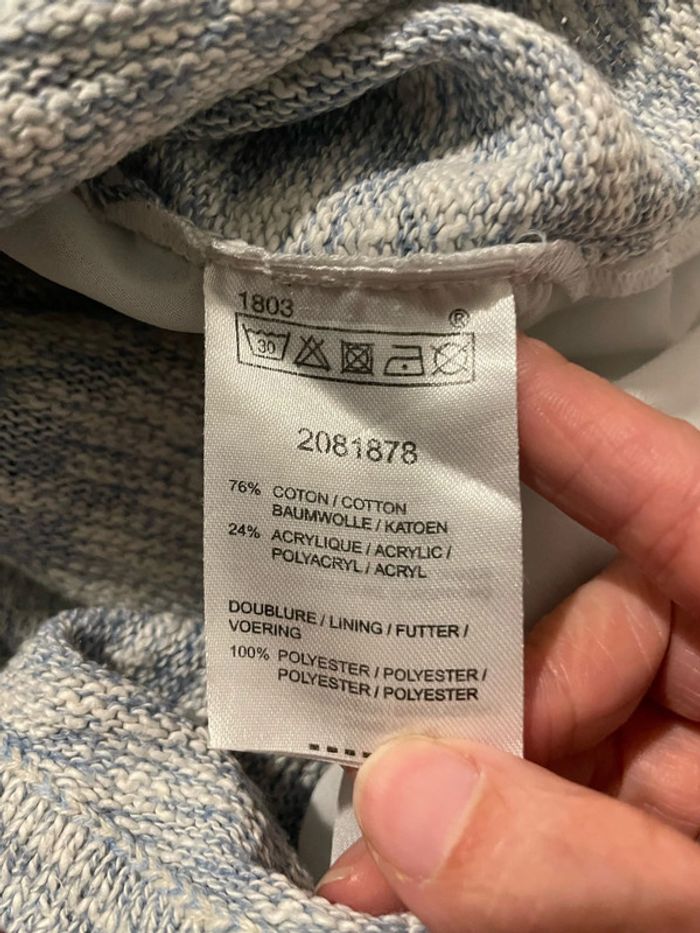 1803
®
30
2081878
76% COTON / COTTON
BAUMWOLLE / KATOEN
24% ACRYLIQUE / ACRYLIC /
POLYACRYL / ACRYL
DOUBLURE / LINING / FUTTER /
VOERING
100% POLYESTER / POLYESTER /
POLYESTER / POLYESTER